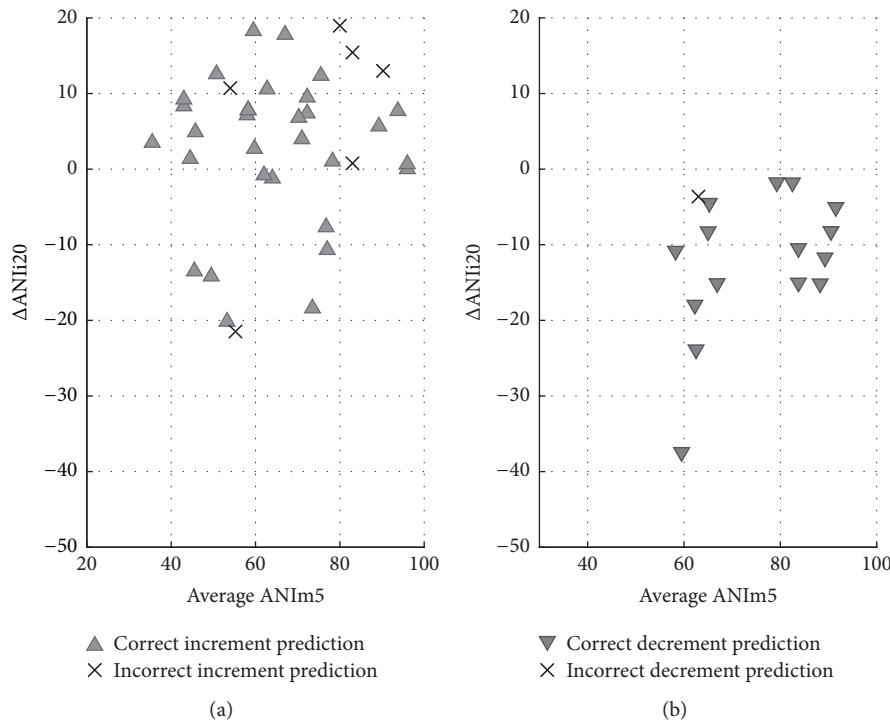 20
10
0
−10
−20
−30
−40
−50
ΔANIi20
20 40 60 80 100
Average ANIm5
Correct increment prediction
Incorrect increment prediction
(a)
20
10
0
−10
−20
−30
−40
−50
ΔANIi20
40 60 80 100
Average ANIm5
Correct decrement prediction
Incorrect decrement prediction
(b)